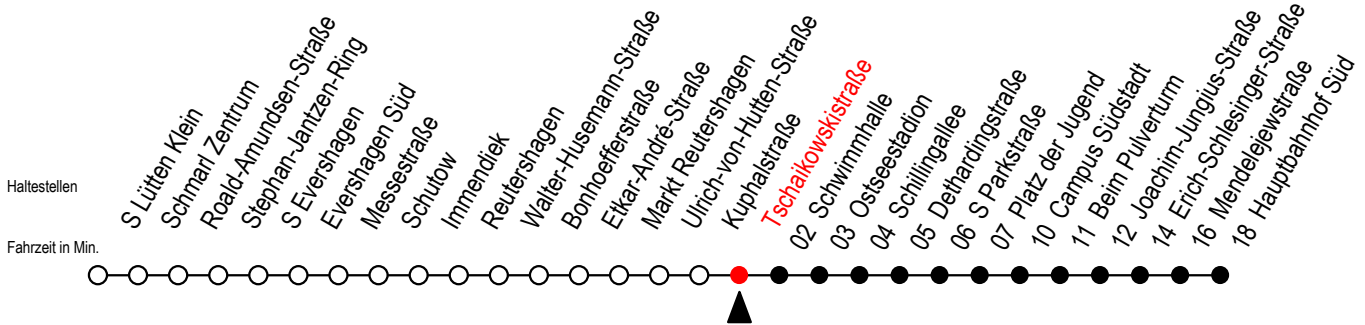 Haltestellen
Fahrzeit in Min.
S Lütten Klein
Schmarl Zentrum
Roald-Amundsen-Straße
Stephan-Jantzen-Ring
S Evershagen
Evershagen Süd
Messestraße
Schutow
Immendiek
Reutershagen
Walter-Husemann-Straße
Bonhoefferstraße
Etkar-André-Straße
Markt Reutershagen
Ulrich-von-Hutten-Straße
Kuphalstraße
Tschaikowskistraße
02 Schwimmhalle
03 Ostseestadion
04 Schillingallee
05 Dethardingstraße
06 S Parkstraße
07 Platz der Jugend
10 Campus Südstadt
11 Beim Pulverturm
12 Joachim-Jungius-Straße
14 Erich-Schlesinger-Straße
16 Mendelejewstraße
18 Hauptbahnhof Süd